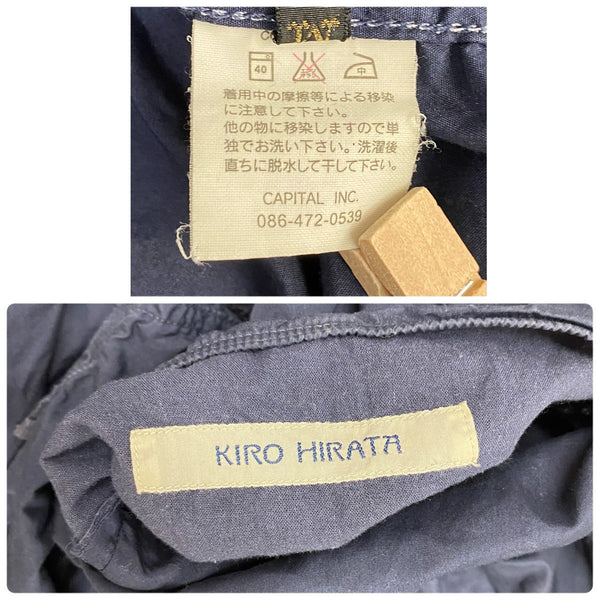 40
中
着用中の摩擦等による移染
に注意して下さい。
他の物に移染しますので単
独でお洗い下さい。洗濯後
直ちに脱水して干して下さい。
CAPITAL INC.
086-472-0539
KIRO HIRATA